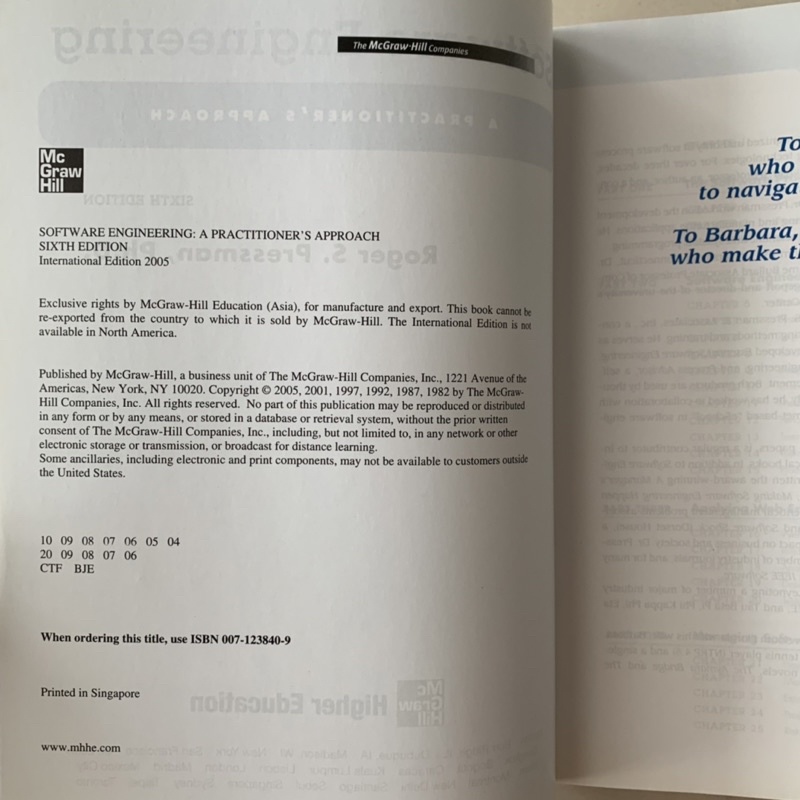 The McGraw-Hill Companies
Mc
Graw
Hill
SOFTWARE ENGINEERING: A PRACTITIONER'S APPROACH
SIXTH EDITION
International Edition 2005
Exclusive rights by McGraw-Hill Education (Asia), for manufacture and export. This book cannot be
re-exported from the country to which it is sold by McGraw-Hill. The International Edition is not
available in North America.
Published by McGraw-Hill, a business unit of The McGraw-Hill Companies, Inc., 1221 Avenue of the
Americas, New York, NY 10020. Copyright © 2005, 2001, 1997, 1992, 1987, 1982 by The McGraw-
Hill Companies, Inc. All rights reserved. No part of this publication may be reproduced or distributed
in any form or by any means, or stored in a database or retrieval system, without the prior written
consent of The McGraw-Hill Companies, Inc., including, but not limited to, in any network or other
electronic storage or transmission, or broadcast for distance learning.
Some ancillaries, including electronic and print components, may not be available to customers outside
the United States.
10 09 08 07 06 05 04
20 09 08 07 06
CTF BJE
When ordering this title, use ISBN 007-123840-9
Printed in Singapore
www.mhhe.com
To
who
to naviga
To Barbara,
who make th